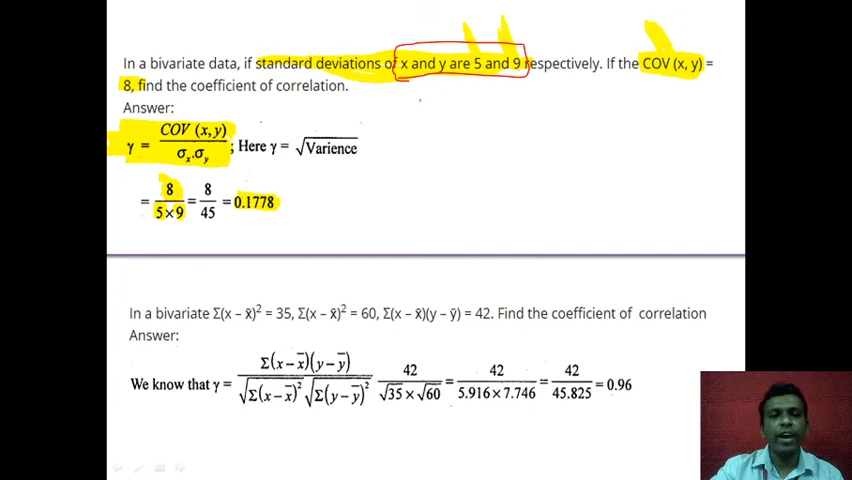 In a bivariate data, if standard deviations of x and y are 5 and 9 respectively. If the COV (x, y) =
8, find the coefficient of correlation.
Answer:
γ = COV (x, y) / σx.σy ; Here γ = √Varience
= 8 / 5 × 9 = 8 / 45 = 0.1778
In a bivariate Σ(x – x̄)² = 35, Σ(x – x̄)² = 60, Σ(x – x̄)(y – ȳ) = 42. Find the coefficient of correlation
Answer:
We know that γ = Σ(x – x̄)(y – ȳ) / √Σ(x – x̄)² √Σ(y – ȳ)² 42 / √35 × √60 = 42 / 5.916 × 7.746 = 42 / 45.825 = 0.96